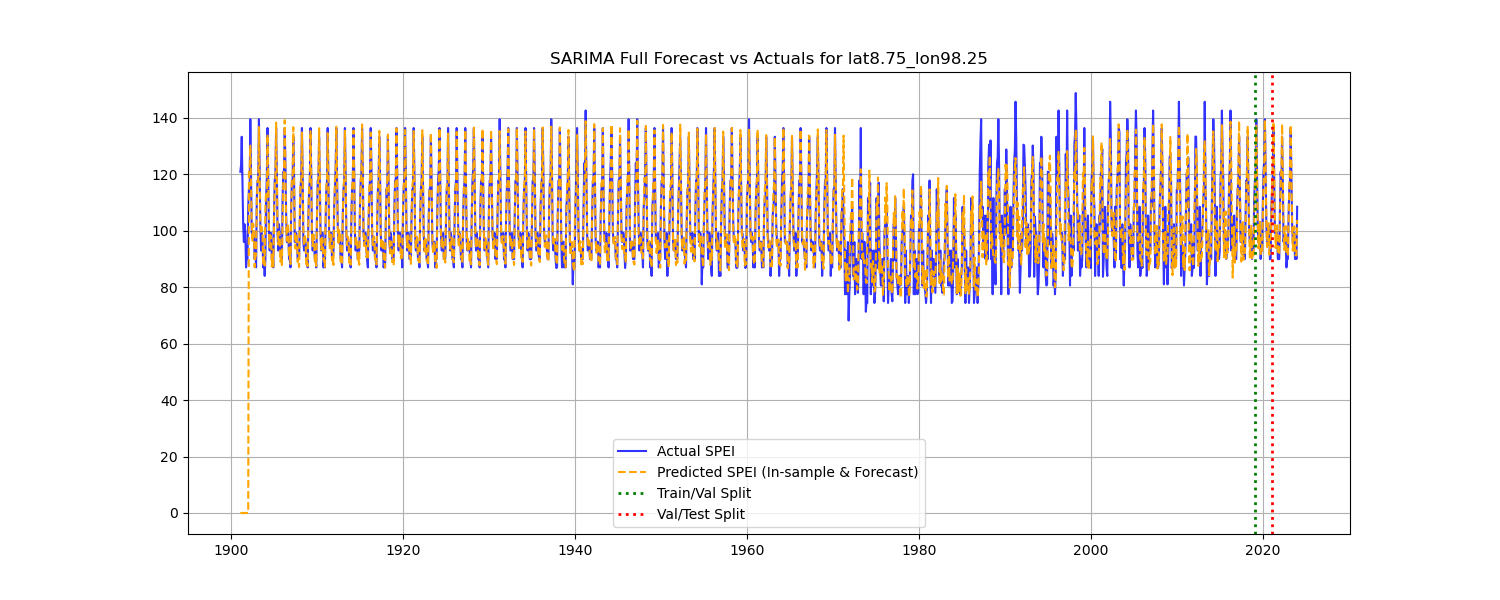 SARIMA Full Forecast vs Actuals for lat8.75_lon98.25
140
120
100
80
60
40
20
0
Actual SPEI
Predicted SPEI (In-sample & Forecast)
Train/Val Split
Val/Test Split
1900 1920 1940 1960 1980 2000 2020